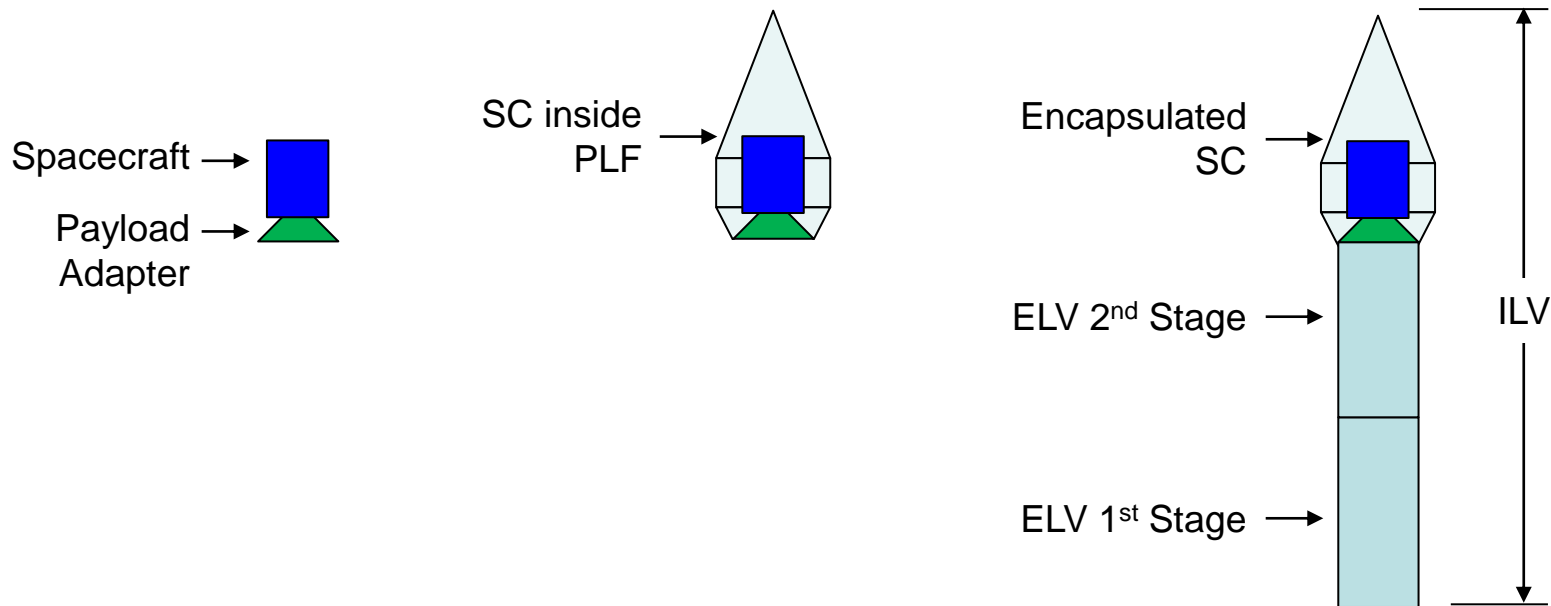 Spacecraft
Payload
Adapter
SC inside
PLF
Encapsulated
SC
ELV 2nd Stage
ELV 1st Stage
ILV